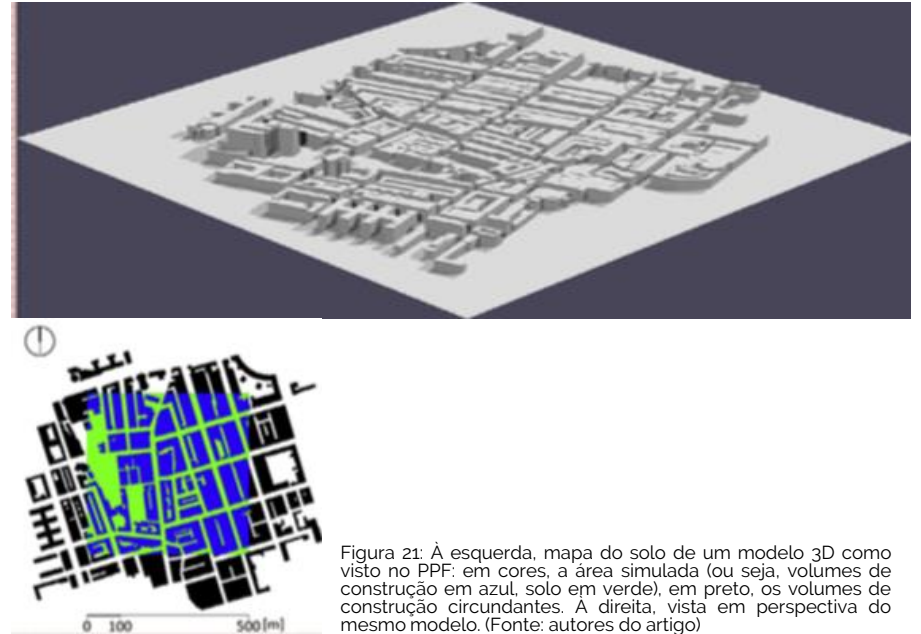 0 100 500 [m]
Figura 21: À esquerda, mapa do solo de um modelo 3D como
visto no PPF: em cores, a área simulada (ou seja, volumes de
construção em azul, solo em verde), em preto, os volumes de
construção circundantes. À direita, vista em perspectiva do
mesmo modelo. (Fonte: autores do artigo)